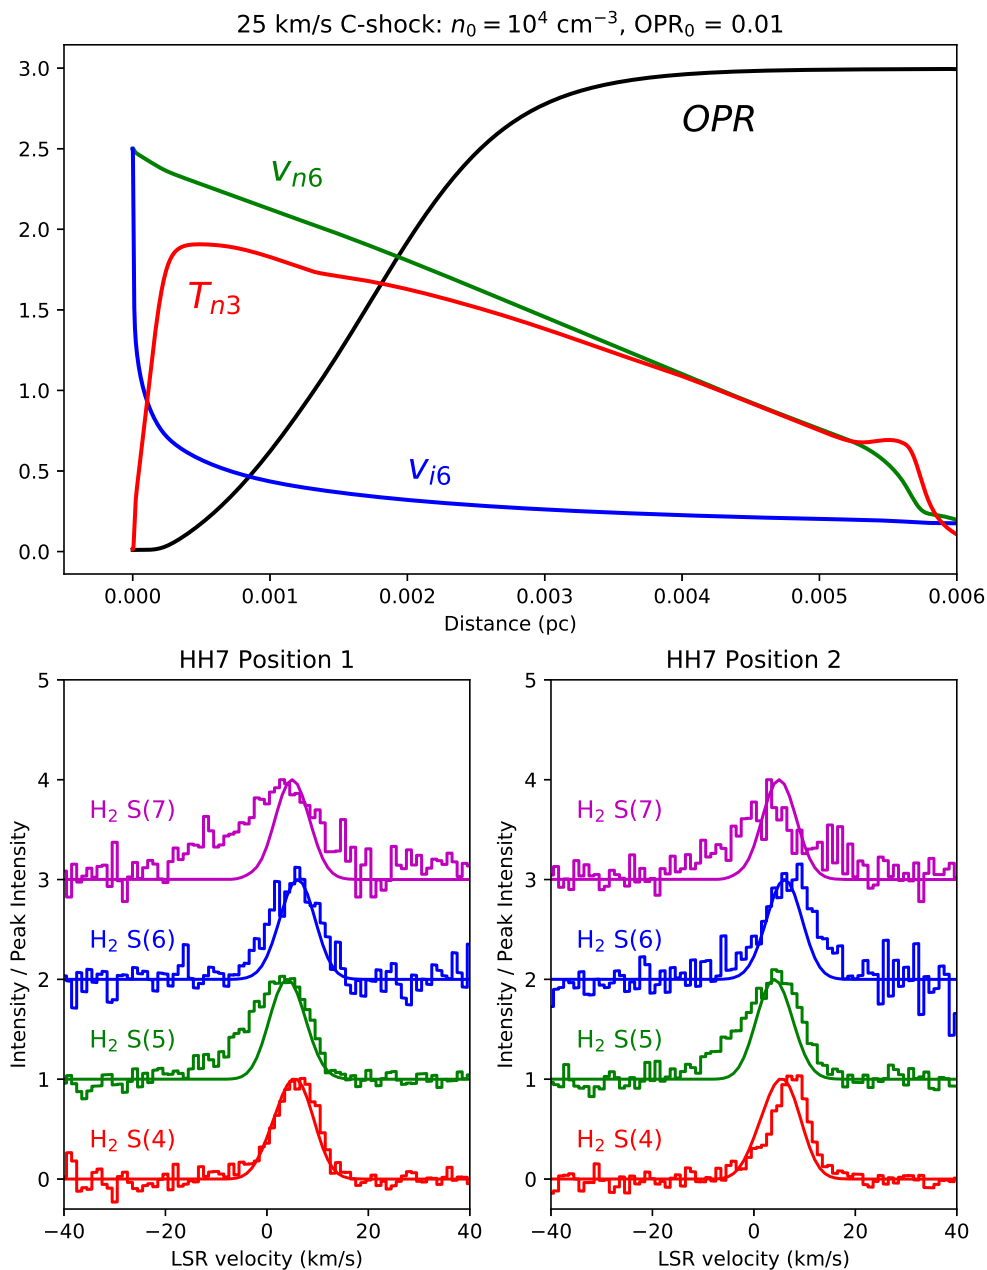 25 km/s C-shock: n₀ = 10⁴ cm⁻³, OPR₀ = 0.01
3.0
2.5
2.0
1.5
1.0
0.5
0.0
OPR
vₙ₆
Tₙ₃
vᵢ₆
0.000 0.001 0.002 0.003 0.004 0.005 0.006
Distance (pc)
HH7 Position 1
Intensity / Peak Intensity
5
4
3
2
1
0
H₂ S(7)
H₂ S(6)
H₂ S(5)
H₂ S(4)
−40 −20 0 20 40
LSR velocity (km/s)
HH7 Position 2
Intensity / Peak Intensity
5
4
3
2
1
0
H₂ S(7)
H₂ S(6)
H₂ S(5)
H₂ S(4)
−40 −20 0 20 40
LSR velocity (km/s)